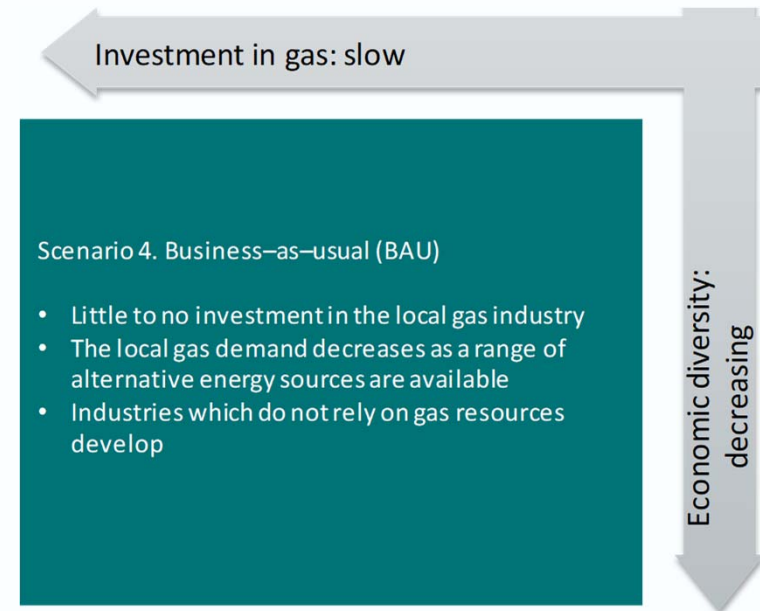 Investment in gas: slow
Scenario 4. Business–as–usual (BAU)
• Little to no investment in the local gas industry
• The local gas demand decreases as a range of
alternative energy sources are available
• Industries which do not rely on gas resources
develop
Economic diversity:
decreasing